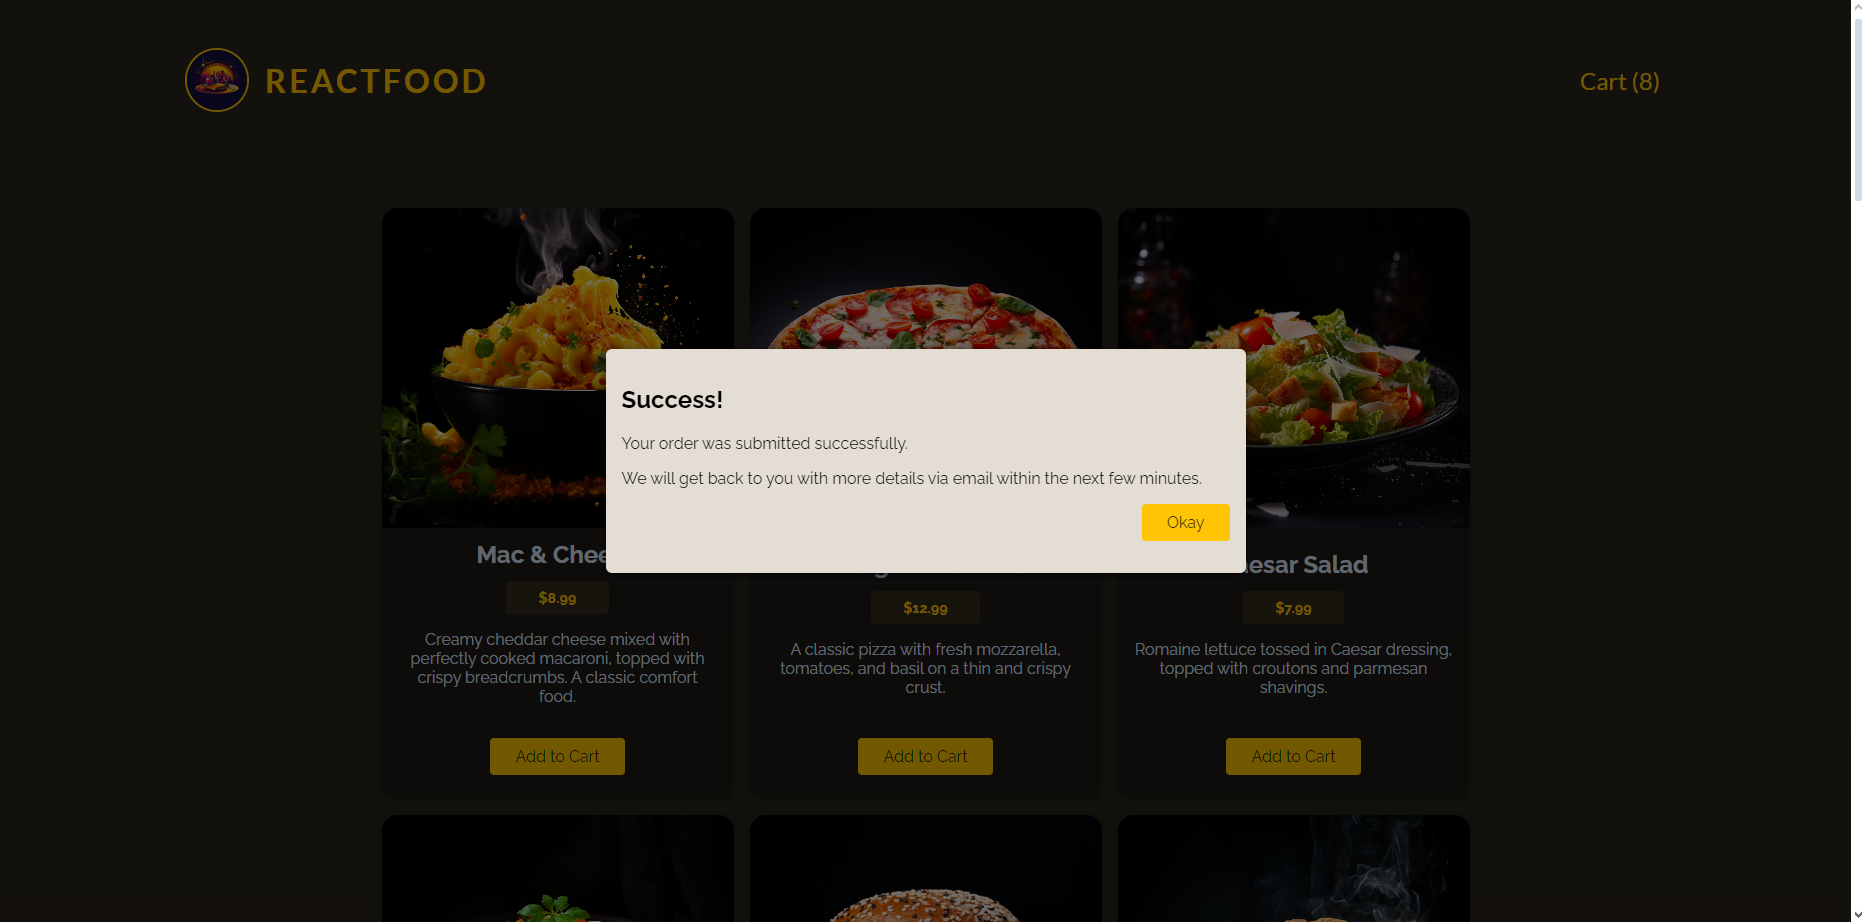 REACTFOOD
Cart (8)
Success!
Your order was submitted successfully.
We will get back to you with more details via email within the next few minutes.
Okay
Mac & Chee
esar Salad
$8.99
$12.99
$7.99
Creamy cheddar cheese mixed with
perfectly cooked macaroni, topped with
crispy breadcrumbs. A classic comfort
food.
A classic pizza with fresh mozzarella,
tomatoes, and basil on a thin and crispy
crust.
Romaine lettuce tossed in Caesar dressing,
topped with croutons and parmesan
shavings.
Add to Cart
Add to Cart
Add to Cart